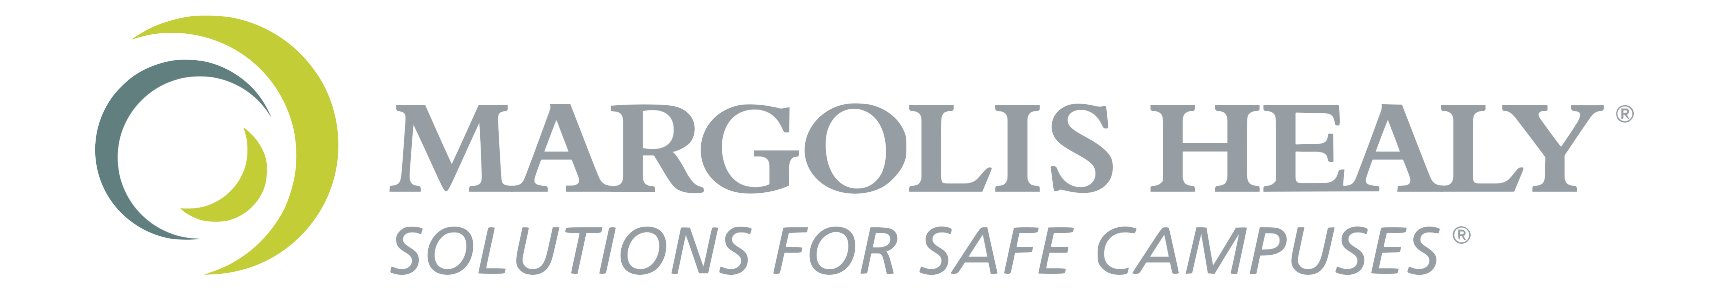 MARGOLIS HEALY®
SOLUTIONS FOR SAFE CAMPUSES®